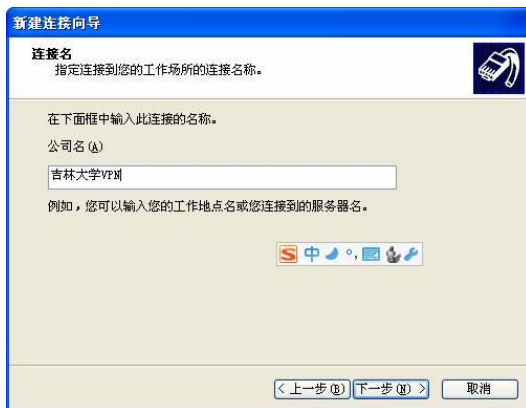 新建连接向导
连接名
指定连接到您的工作场所的连接名称。
在下面框中输入此连接的名称。
公司名(A)
吉林大学VPN
例如，您可以输入您的工作地点名或您连接到的服务器名。
S中
<上一步(B) 下一步(N)> 取消